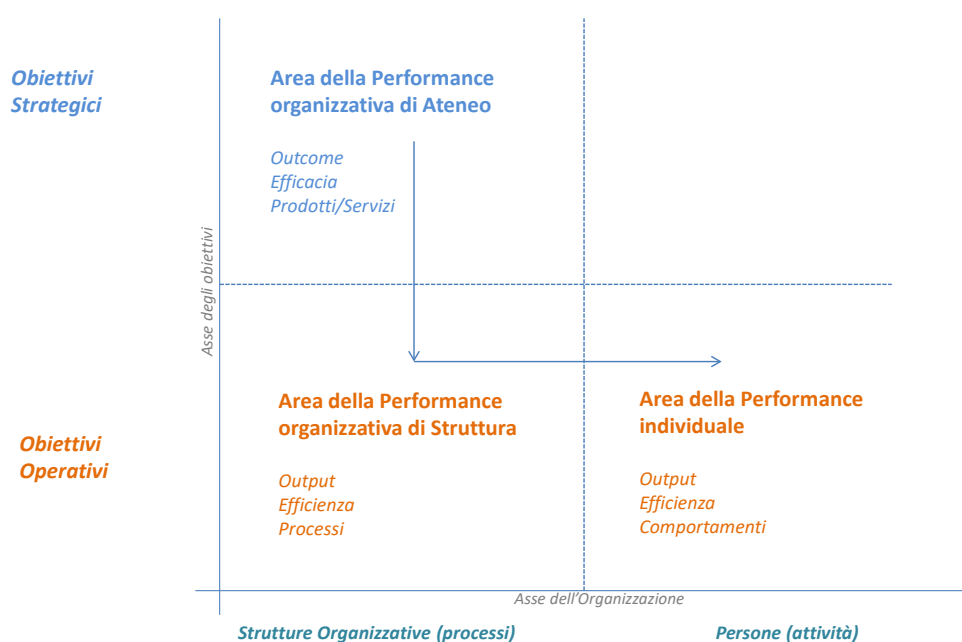 Obiettivi
Strategici
Area della Performance
organizzativa di Ateneo
Outcome
Efficacia
Prodotti/Servizi
Asse degli obiettivi
Obiettivi
Operativi
Area della Performance
organizzativa di Struttura
Output
Efficienza
Processi
Area della Performance
individuale
Output
Efficienza
Comportamenti
Asse dell’Organizzazione
Strutture Organizzative (processi)
Persone (attività)